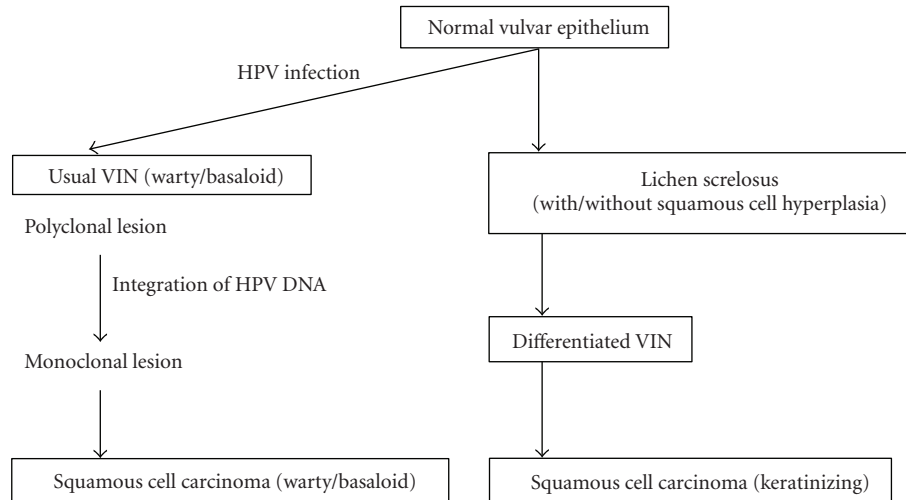 Normal vulvar epithelium
HPV infection
Usual VIN (warty/basaloid)
Polyclonal lesion
Integration of HPV DNA
Monoclonal lesion
Squamous cell carcinoma (warty/basaloid)
Lichen screlosus
(with/without squamous cell hyperplasia)
Differentiated VIN
Squamous cell carcinoma (keratinizing)